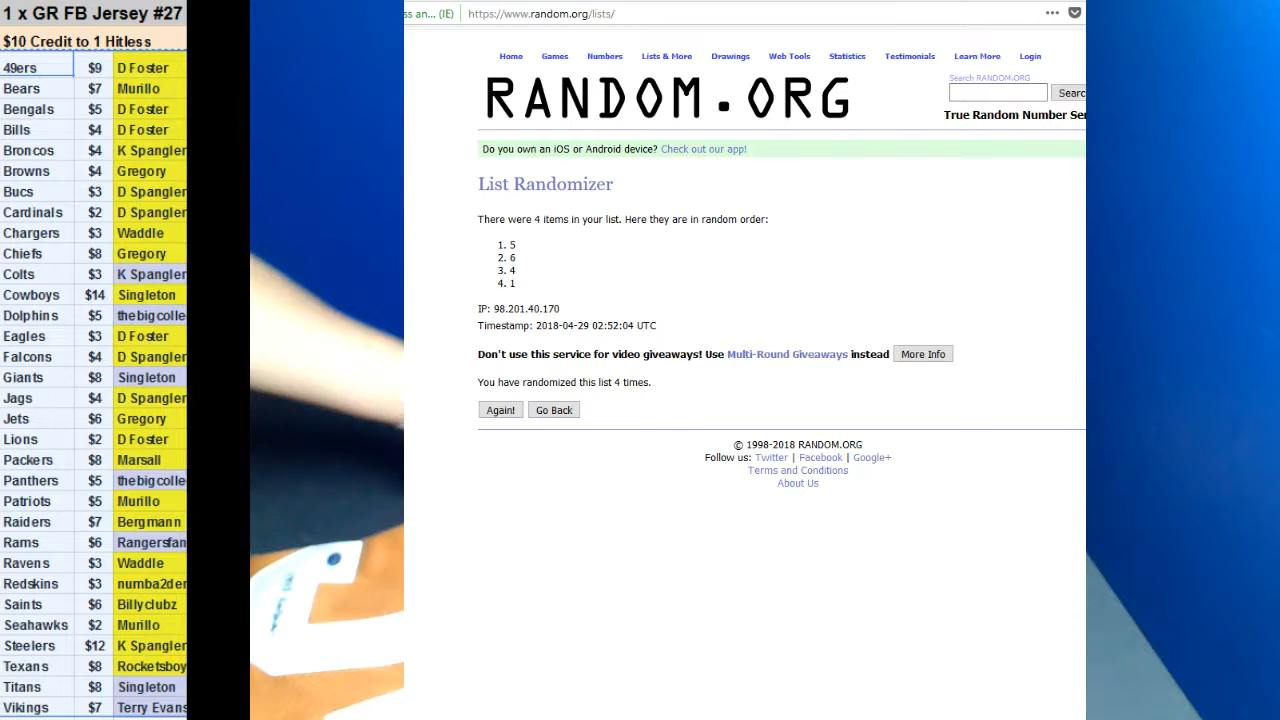 1 x GR FB Jersey #27
$10 Credit to 1 Hitless
49ers $9 D Foster
Bears $7 Murillo
Bengals $5 D Foster
Bills $4 D Foster
Broncos $4 K Spangler
Browns $4 Gregory
Bucs $3 D Spangler
Cardinals $2 D Spangler
Chargers $3 Waddle
Chiefs $8 Gregory
Colts $3 K Spangler
Cowboys $14 Singleton
Dolphins $5 thebigcolle
Eagles $3 D Foster
Falcons $4 D Spangler
Giants $8 Singleton
Jags $4 D Spangler
Jets $6 Gregory
Lions $2 D Foster
Packers $8 Marsall
Panthers $5 thebigcolle
Patriots $5 Murillo
Raiders $7 Bergmann
Rams $6 Rangersfan
Ravens $3 Waddle
Redskins $3 numba2der
Saints $6 Billyclubz
Seahawks $2 Murillo
Steelers $12 K Spangler
Texans $8 Rocketsboy
Titans $8 Singleton
Vikings $7 Terry Evans
ss an... (IE) https://www.random.org/lists/
Home Games Numbers Lists & More Drawings Web Tools Statistics Testimonials Learn More Login
RANDOM.ORG
Search RANDOM.ORG
Searc
True Random Number Ser
Do you own an iOS or Android device? Check out our app!
List Randomizer
There were 4 items in your list. Here they are in random order:
1. 5
2. 6
3. 4
4. 1
IP: 98.201.40.170
Timestamp: 2018-04-29 02:52:04 UTC
Don't use this service for video giveaways! Use Multi-Round Giveaways instead More Info
You have randomized this list 4 times.
Again! Go Back
© 1998-2018 RANDOM.ORG
Follow us: Twitter | Facebook | Google+
Terms and Conditions
About Us